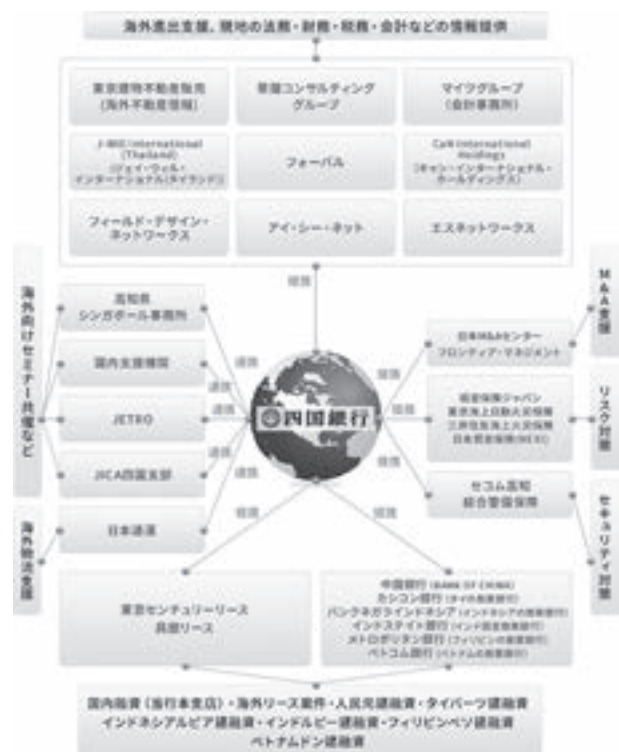 海外進出支援、現地の法務・財務・税務・会計などの情報提供
東京建物不動産販売
(海外不動産情報)
コンサルティング
グループ
マイツグループ
(会計事務所)
J-WILL International
(Thailand)
(ジェイ・ウィル・
インターナショナル(タイランド))
フォーバル
CaN International
Holdings
(キャン・インターナショナル・
ホールディングス)
フィールド・デザイン・
ネットワークス
アイ・シー・ネット
エスネットワークス
提携
海外向けセミナー共催など
高知県
シンガポール事務所
国内支援機関
JETRO
JICA四国支部
日本通運
海外物流支援
連携
連携
連携
連携
連携
四国銀行
提携
提携
提携
M&A支援
日本M&Aセンター
フロンティア・マネジメント
リスク対策
損害保険ジャパン
東京海上日動火災保険
三井住友海上火災保険
日本貿易保険(NEXI)
セコム高知
綜合警備保障
セキュリティ対策
提携
提携
東京センチュリーリース
リース
中国銀行(BANK OF CHINA)
カシコン銀行(タイの商業銀行)
バンクネガラインドネシア(インドネシアの商業銀行)
インドステイト銀行(インド国営商業銀行)
メトロポリタン銀行(フィリピンの商業銀行)
ベトコム銀行(ベトナムの商業銀行)
国内融資(当行本支店)・海外リース案件・人民元建融資・タイバーツ建融資
インドネシアルピア建融資・インドルピー建融資・フィリピンペソ建融資
ベトナムドン建融資